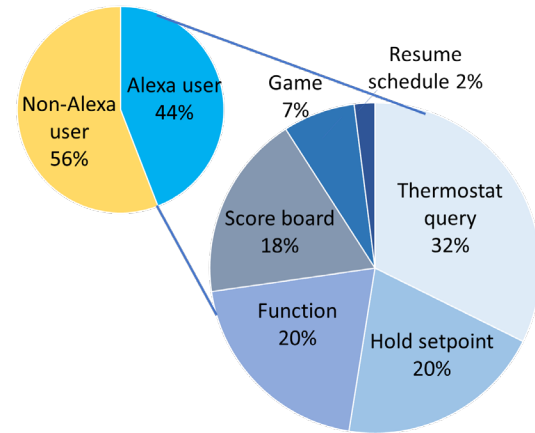 Non-Alexa
user
56%
Alexa user
44%
Game
7%
Resume
schedule 2%
Thermostat
query
32%
Score board
18%
Function
20%
Hold setpoint
20%